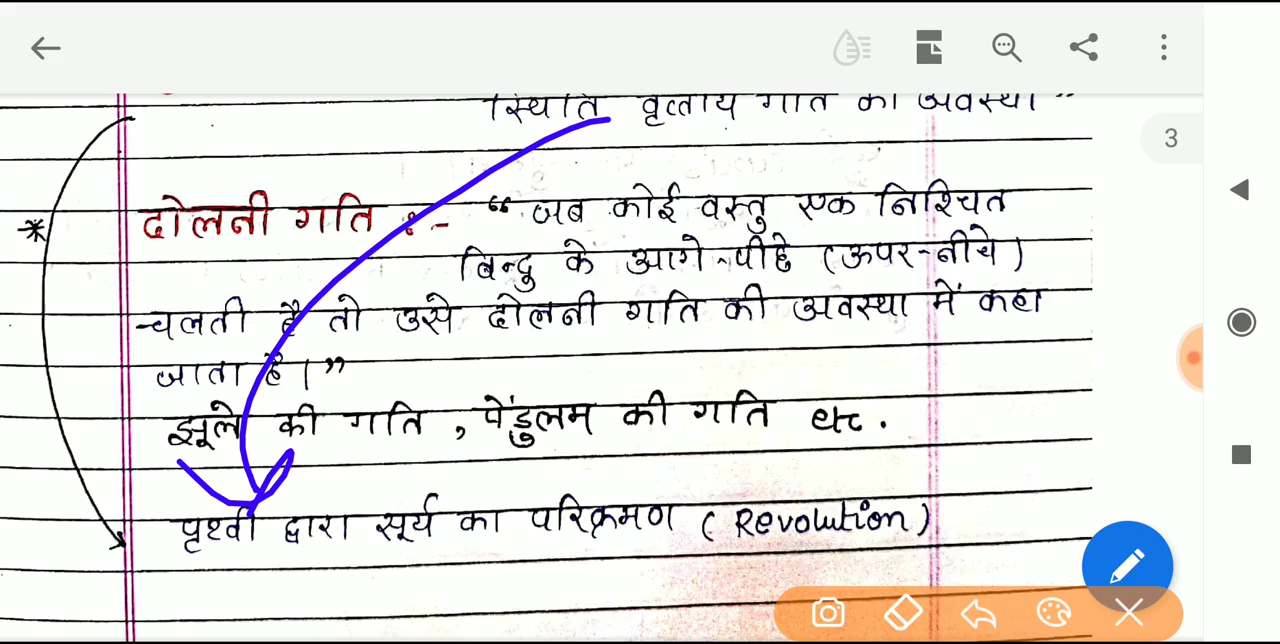 स्थिति वृत्तीय गति की अवस्था”
3
दोलनी गति :- “जब कोई वस्तु एक निश्चित
बिन्दु के आगे-पीछे (ऊपर-नीचे)
चलती है तो उसे दोलनी गति की अवस्था में कहा
जाता है।”
झूले की गति, पेंडुलम की गति etc.
पृथ्वी द्वारा सूर्य का परिक्रमण (Revolution)